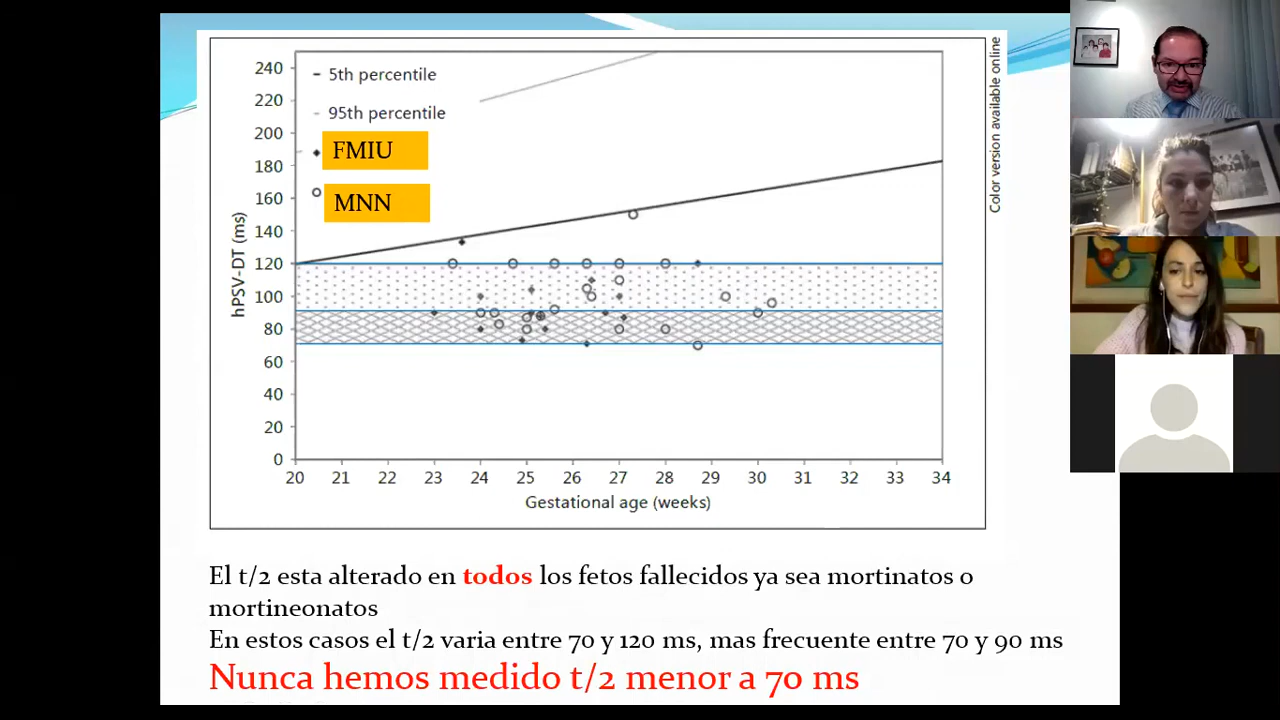 240
220
200
180
160
140
120
100
80
60
40
20
0
hPSV-DT (ms)
5th percentile
95th percentile
FMIU
MNN
20 21 22 23 24 25 26 27 28 29 30 31 32 33 34
Gestational age (weeks)
Color version available online
El t/2 esta alterado en todos los fetos fallecidos ya sea mortinatos o
mortineonatos
En estos casos el t/2 varia entre 70 y 120 ms, mas frecuente entre 70 y 90 ms
Nunca hemos medido t/2 menor a 70 ms